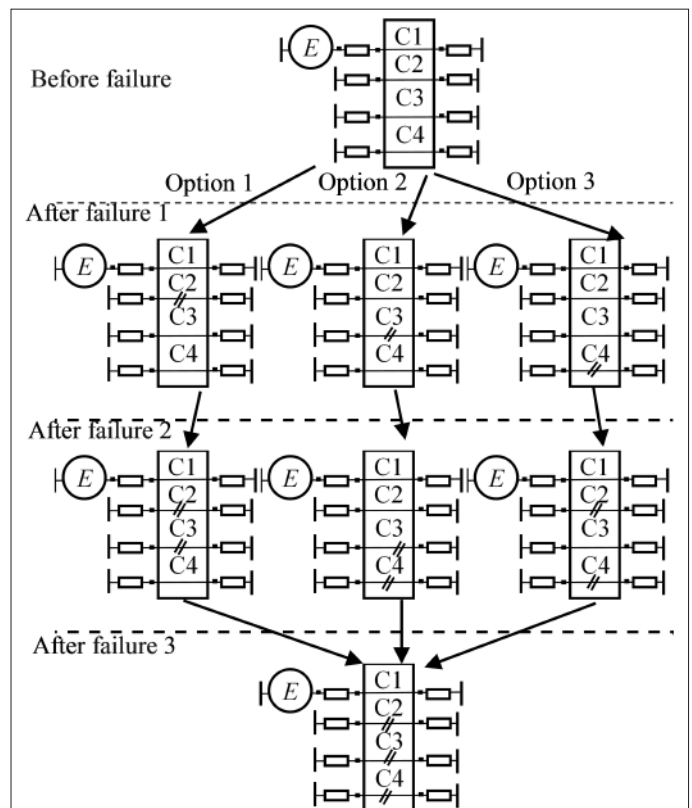 E
C1
C2
C3
C4
Before failure
Option 1 Option 2 Option 3
After failure 1
E C1 E C1 E C1
C2 C2 C2
C3 C3 C3
C4 C4 C4
After failure 2
E C1 E C1 E C1
C2 C2 C2
C3 C3 C3
C4 C4 C4
After failure 3
E C1
C2
C3
C4